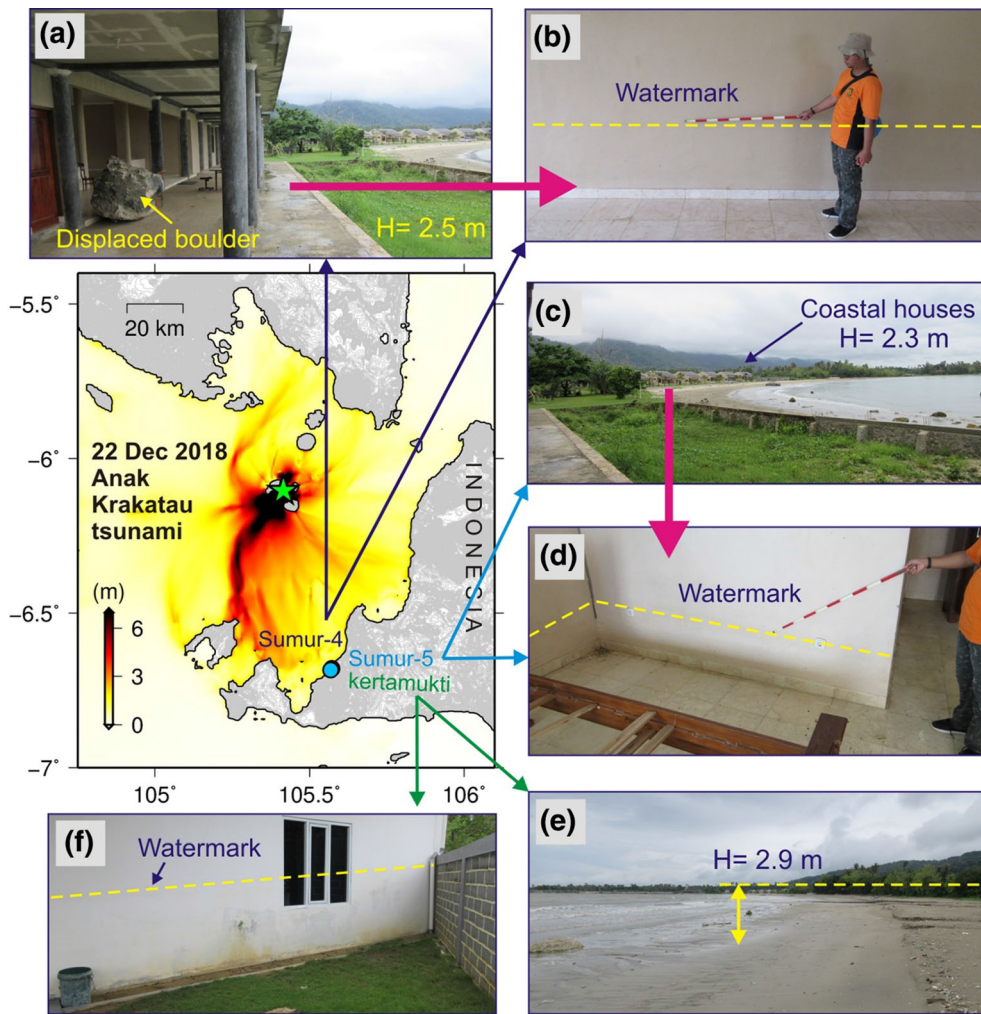 (a)
Displaced boulder
H= 2.5 m
(b)
Watermark
(c)
Coastal houses
H= 2.3 m
(d)
Watermark
(e)
H= 2.9 m
(f)
Watermark
−5.5˚
−6˚
−6.5˚
−7˚
105˚
105.5˚
106˚
20 km
22 Dec 2018
Anak
Krakatau
tsunami
(m)
6
3
0
INDONESIA
Sumur-4
Sumur-5
kertamukti